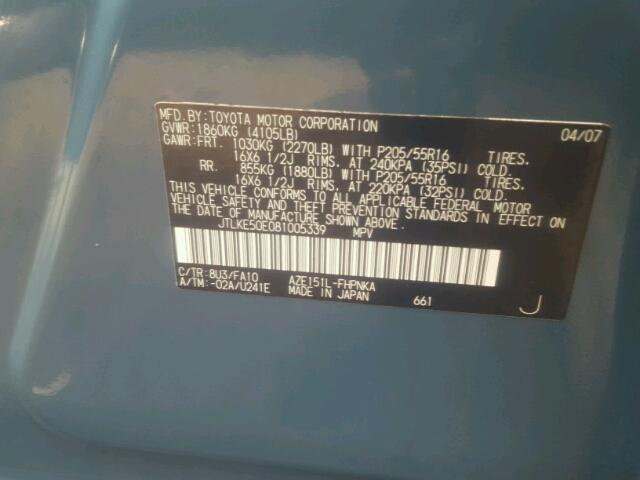 MFD. BY: TOYOTA MOTOR CORPORATION 04/07
GVWR: 1860KG (4105LB)
GAWR: FRT. 1030KG (2270LB) WITH P205/55R16 TIRES.
16X6 1/2J RIMS. AT 240KPA (35PSI) COLD.
RR. 855KG (1880LB) WITH P205/55R16 TIRES.
16X6 1/2J RIMS. AT 220KPA (32PSI) COLD.
THIS VEHICLE CONFORMS TO ALL APPLICABLE FEDERAL MOTOR
VEHICLE SAFETY AND THEFT PREVENTION STANDARDS IN EFFECT ON
THE DATE OF MANUFACTURE SHOWN ABOVE.
JTLKE50E081005339 MPV
C/TR: 8U3/FA10 AZE151L-FHPNKA
A/TM: -02A/U241E MADE IN JAPAN 661 J